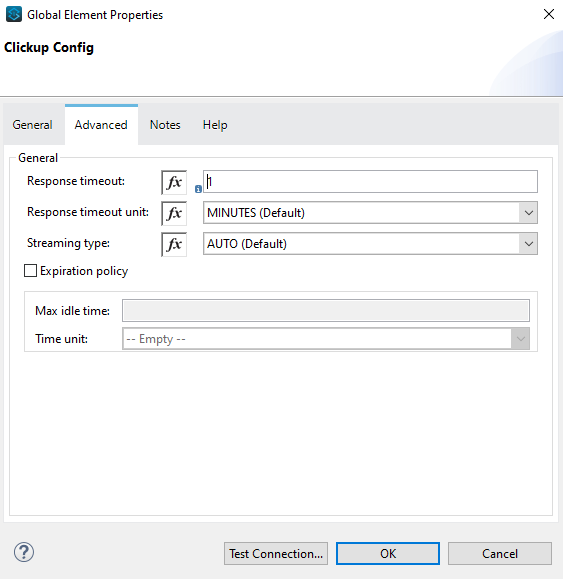 Global Element Properties
Clickup Config
General Advanced Notes Help
General
Response timeout: fx 1
Response timeout unit: fx MINUTES (Default)
Streaming type: fx AUTO (Default)
Expiration policy
Max idle time:
Time unit: -- Empty --
? Test Connection... OK Cancel